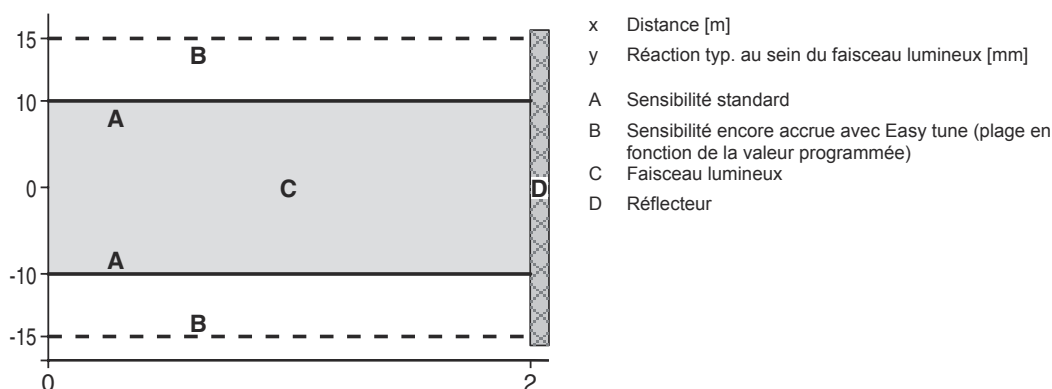 15
B
10
A
0
C
D
A
-10
B
-15
0
2
x Distance [m]
y Réaction typ. au sein du faisceau lumineux [mm]
A Sensibilité standard
B Sensibilité encore accrue avec Easy tune (plage en
fonction de la valeur programmée)
C Faisceau lumineux
D Réflecteur